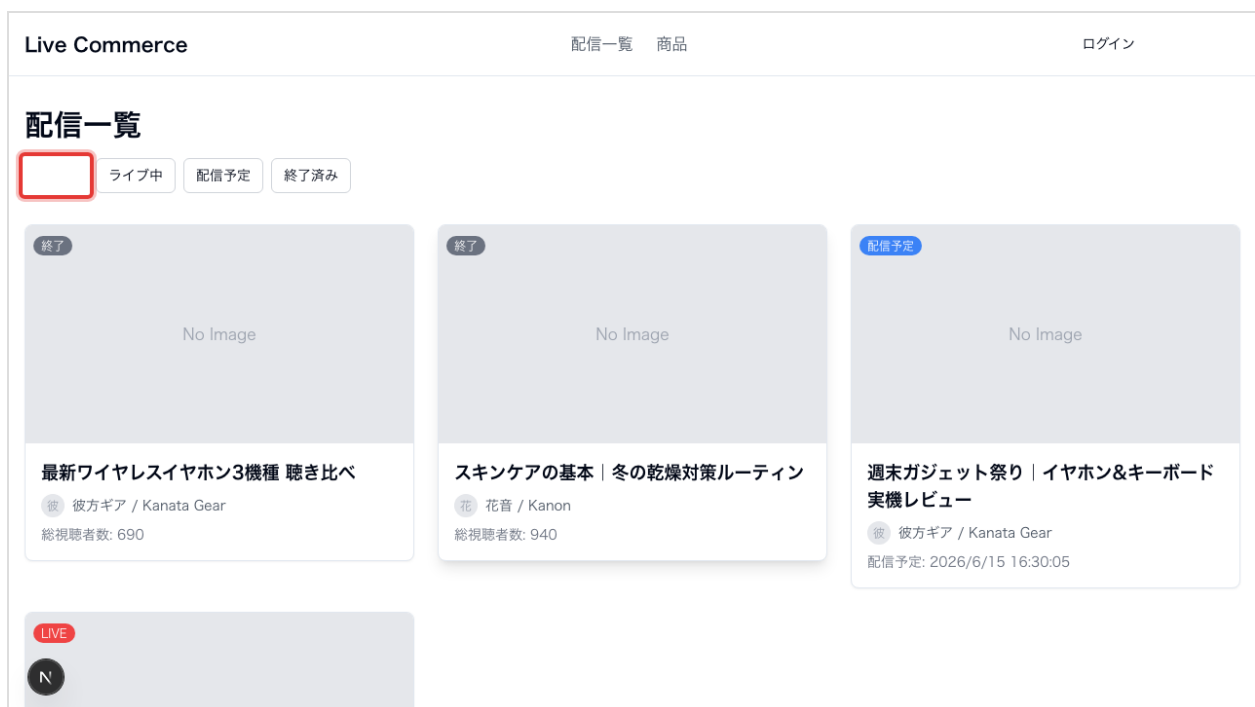 Live Commerce
配信一覧 商品
ログイン
配信一覧
ライブ中 配信予定 終了済み
終了
No Image
最新ワイヤレスイヤホン3機種 聴き比べ
彼 彼方ギア / Kanata Gear
総視聴者数: 690
終了
No Image
スキンケアの基本｜冬の乾燥対策ルーティン
花 花音 / Kanon
総視聴者数: 940
配信予定
No Image
週末ガジェット祭り｜イヤホン&キーボード
実機レビュー
彼 彼方ギア / Kanata Gear
配信予定: 2026/6/15 16:30:05
LIVE
N